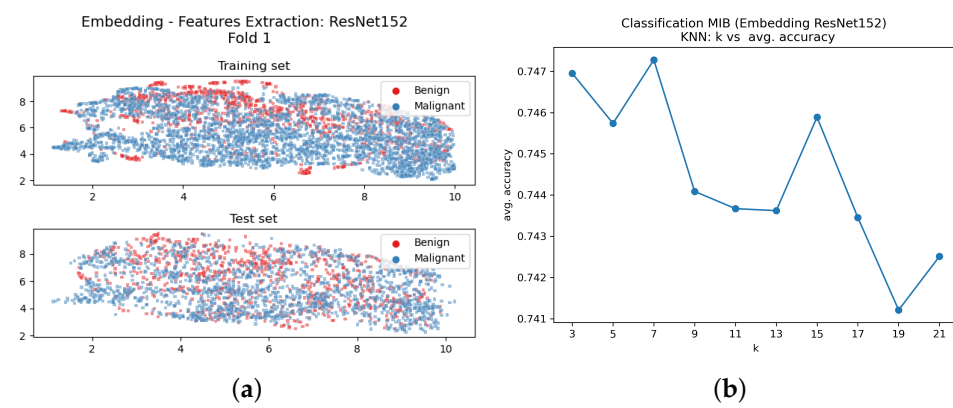 Embedding - Features Extraction: ResNet152
Fold 1
Training set
Benign
Malignant
8
6
4
2
2 4 6 8 10
Test set
Benign
Malignant
8
6
4
2
2 4 6 8 10
(a)
Classification MIB (Embedding ResNet152)
KNN: k vs avg. accuracy
avg. accuracy
0.747
0.746
0.745
0.744
0.743
0.742
0.741
3 5 7 9 11 13 15 17 19 21
k
(b)